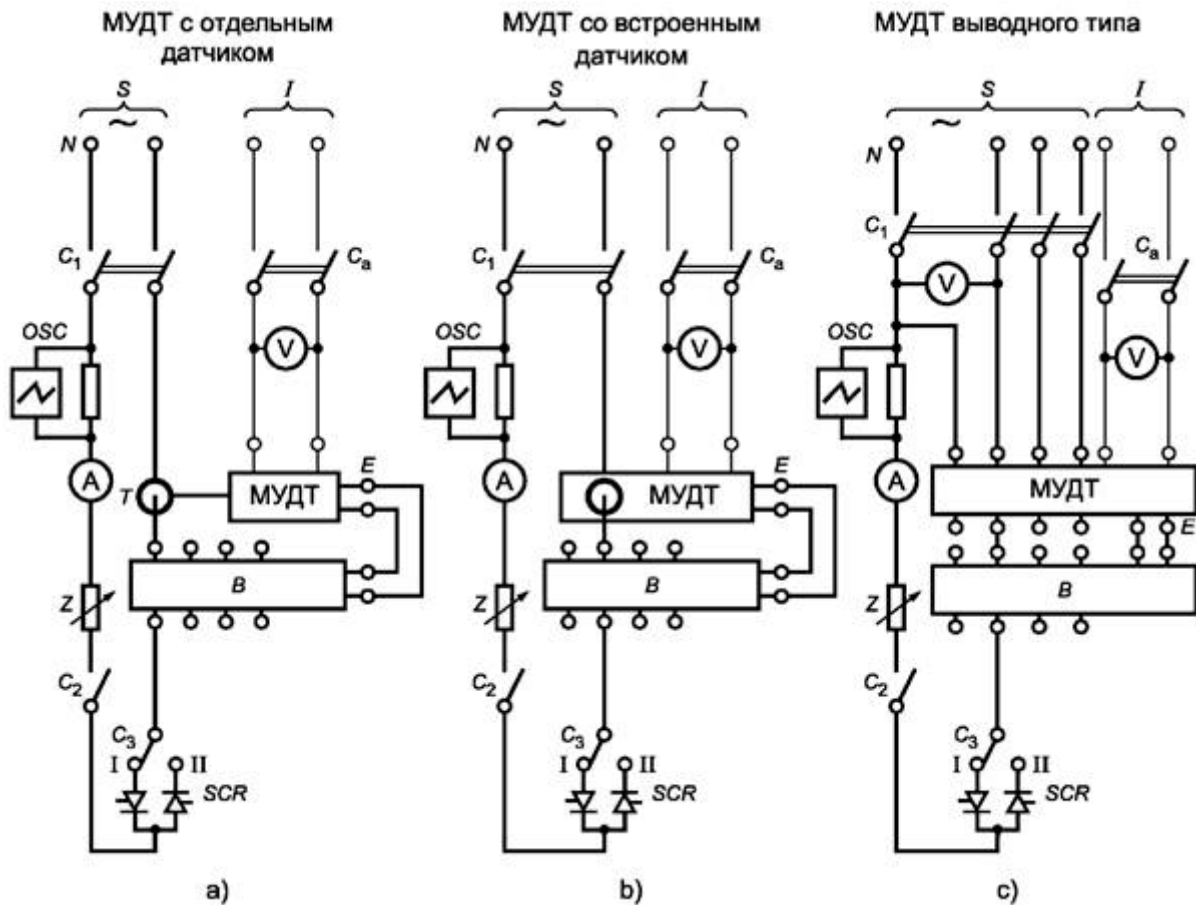 МУДТ с отдельным
датчиком
S
~
I
N
C1
Ca
OSC
V
A
T
МУДТ
E
B
Z
C2
C3
I
II
SCR
a)
МУДТ со встроенным
датчиком
S
~
I
N
C1
Ca
OSC
V
A
МУДТ
E
B
Z
C2
C3
I
II
SCR
b)
МУДТ выводного типа
S
~
I
N
C1
Ca
V
OSC
V
A
МУДТ
E
B
Z
C2
C3
I
II
SCR
c)